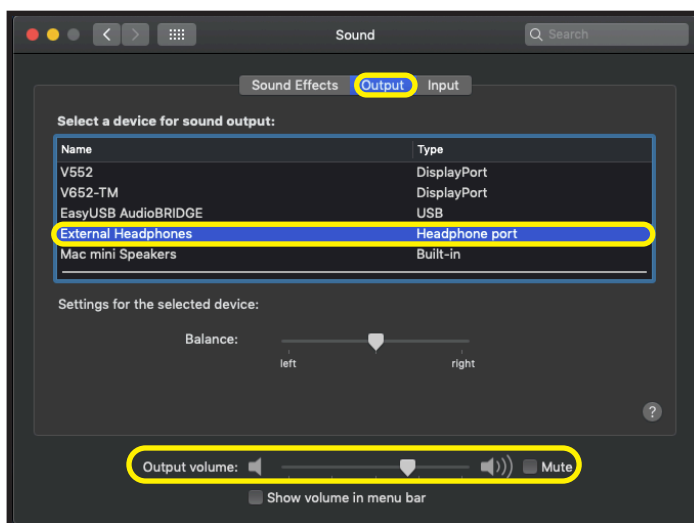 Sound
Search
Sound Effects Output Input
Select a device for sound output:
Name Type
V552 DisplayPort
V652-TM DisplayPort
EasyUSB AudioBRIDGE USB
External Headphones Headphone port
Mac mini Speakers Built-in
Settings for the selected device:
Balance:
left right
?
Output volume: Mute
Show volume in menu bar